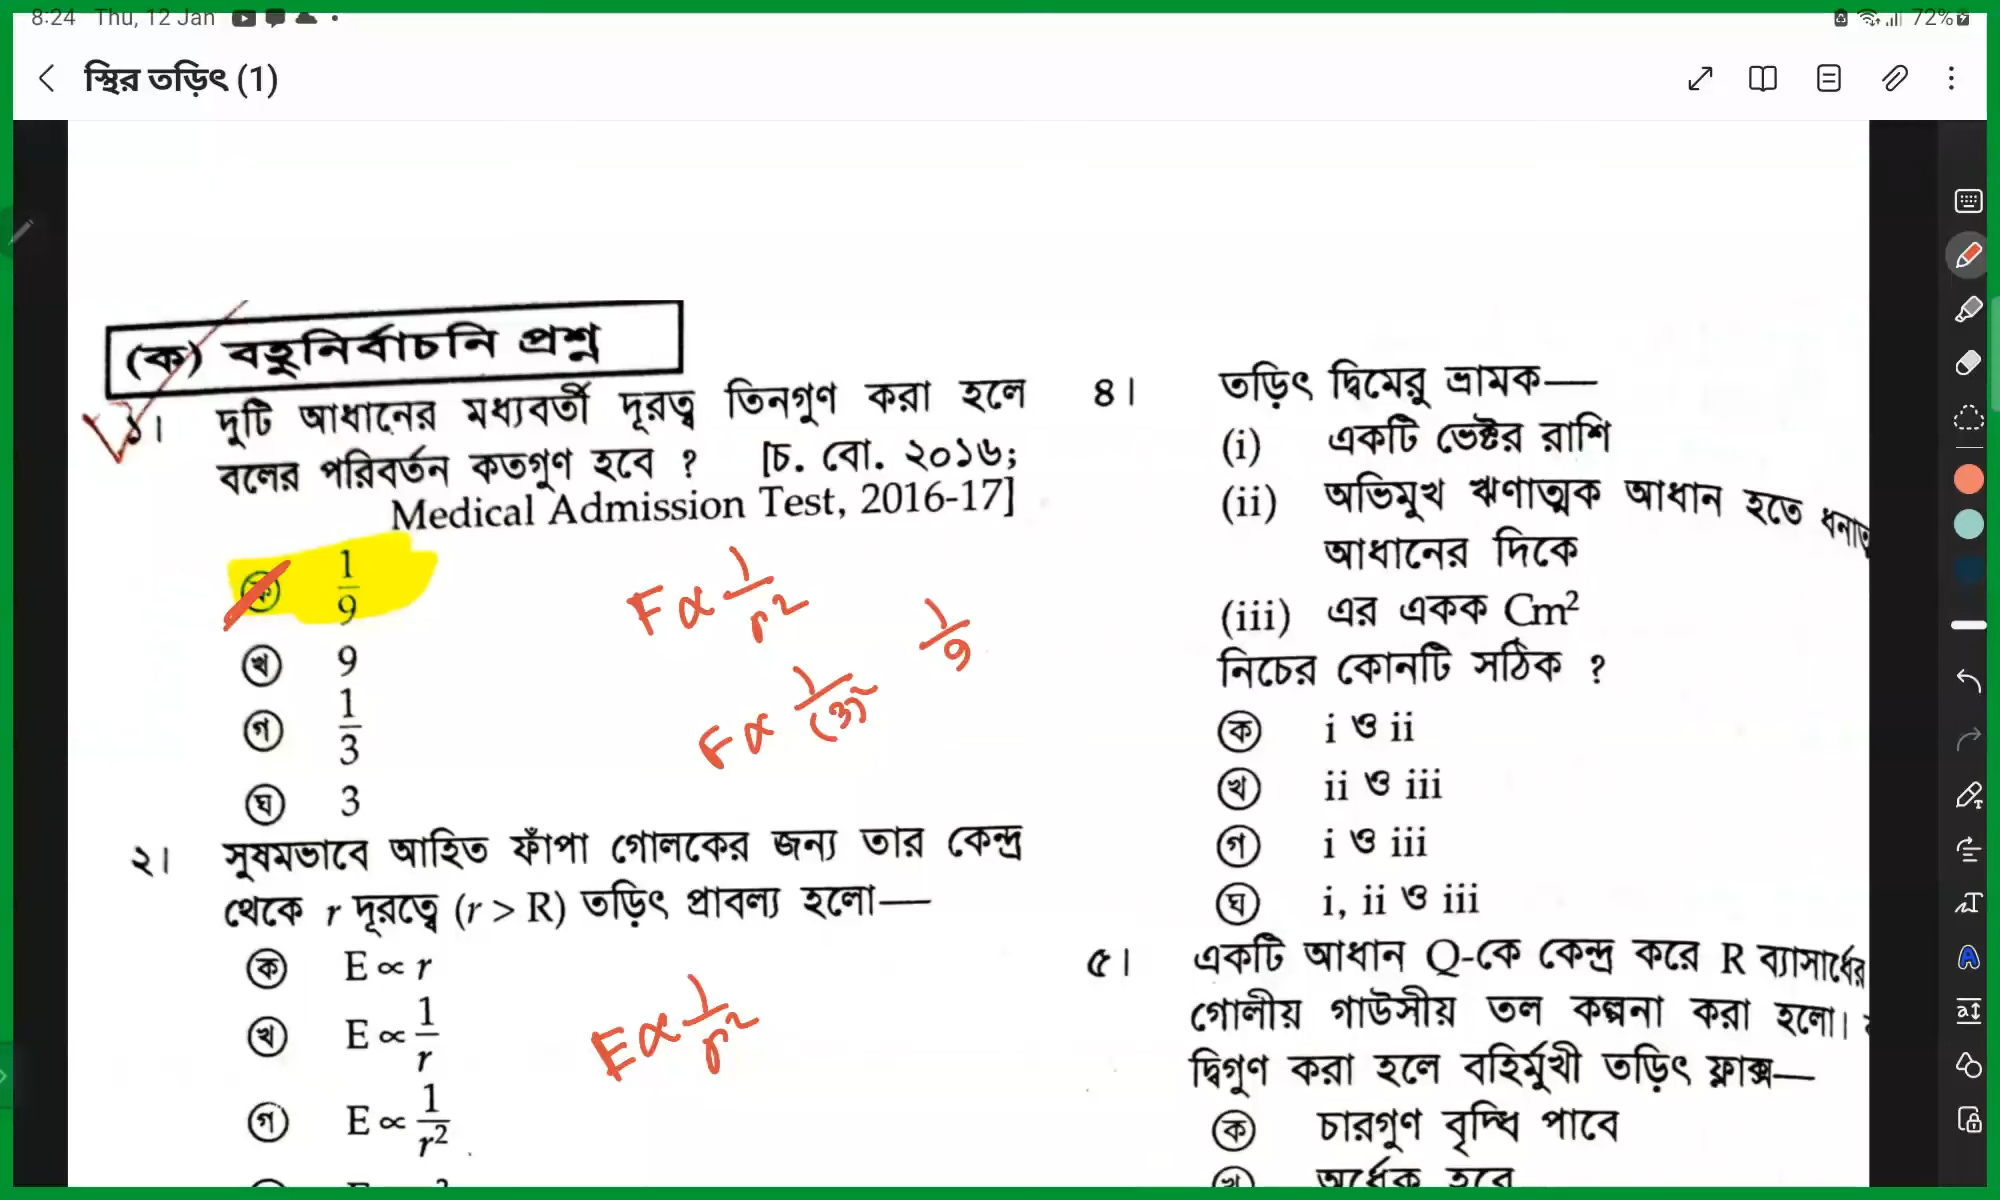 8:24 Thu, 12 Jan
72%
স্থির তড়িৎ (1)
(ক) বহুনির্বাচনি প্রশ্ন
১। দুটি আধানের মধ্যবর্তী দূরত্ব তিনগুণ করা হলে
বলের পরিবর্তন কতগুণ হবে ? [চ. বো. ২০১৬;
Medical Admission Test, 2016-17]
ক 1/9
খ 9
গ 1/3
ঘ 3
F ∝ 1/r²
F ∝ 1/(3)²
1/9
২। সুষমভাবে আহিত ফাঁপা গোলকের জন্য তার কেন্দ্র
থেকে r দূরত্বে (r > R) তড়িৎ প্রাবল্য হলো—
ক E ∝ r
খ E ∝ 1/r
গ E ∝ 1/r²
E ∝ 1/r²
৪। তড়িৎ দ্বিমেরু ভ্রামক—
(i) একটি ভেক্টর রাশি
(ii) অভিমুখ ঋণাত্মক আধান হতে
আধানের দিকে
(iii) এর একক Cm²
নিচের কোনটি সঠিক ?
ক i ও ii
খ ii ও iii
গ i ও iii
ঘ i, ii ও iii
৫। একটি আধান Q-কে কেন্দ্র করে R ব্যাসার্ধের
গোলীয় গাউসীয় তল কল্পনা করা হলো।
দ্বিগুণ করা হলে বহির্মুখী তড়িৎ ফ্লাক্স—
ক চারগুণ বৃদ্ধি পাবে
খ অর্ধেক হবে